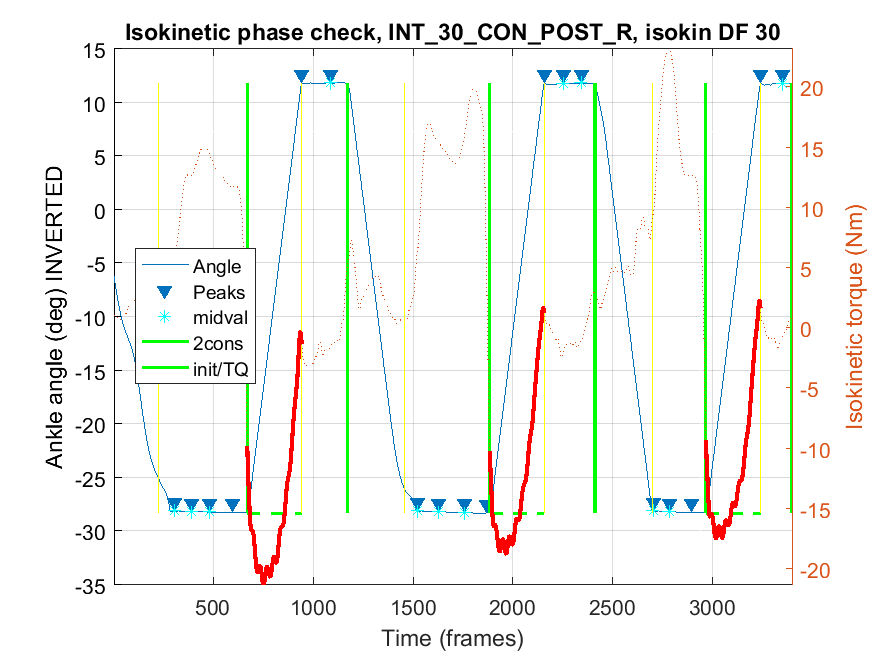 Isokinetic phase check, INT_30_CON_POST_R, isokin DF 30
15
10
5
0
-5
-10
-15
-20
-25
-30
-35
Ankle angle (deg) INVERTED
Angle
Peaks
midval
2cons
init/TQ
20
15
10
5
0
-5
-10
-15
-20
Isokinetic torque (Nm)
500
1000
1500
2000
2500
3000
Time (frames)